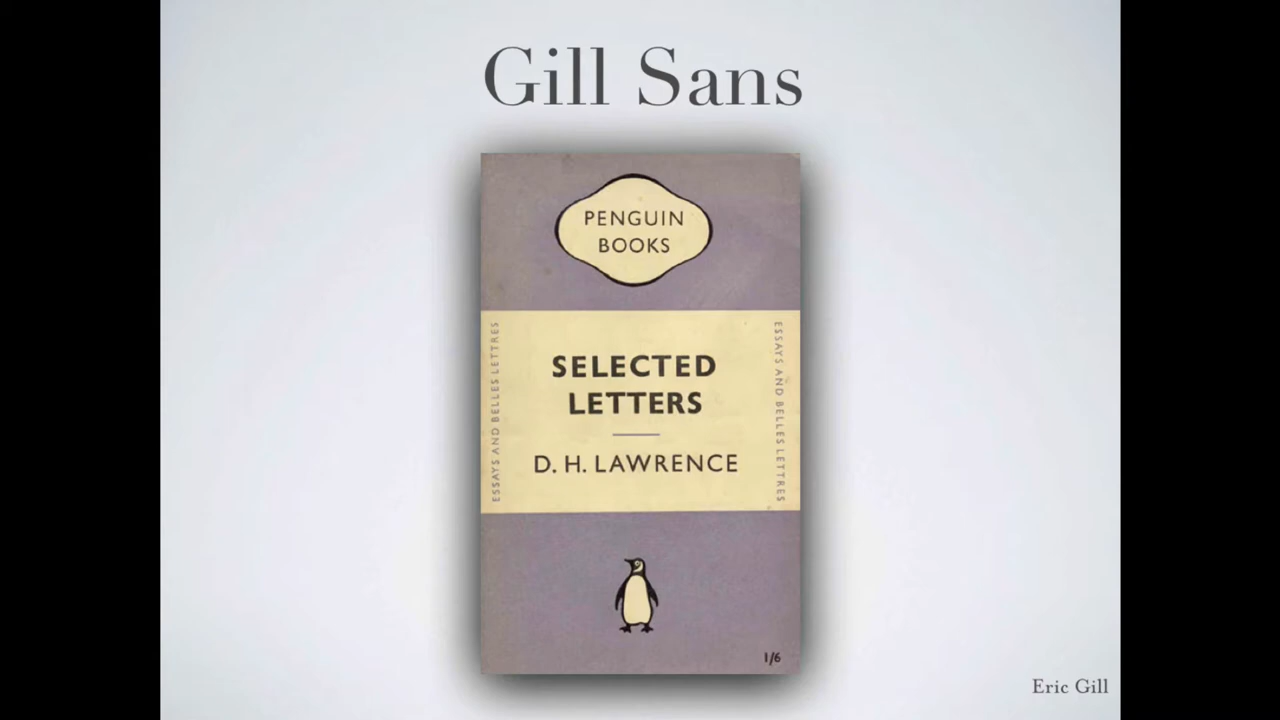 Gill Sans
PENGUIN
BOOKS
ESSAYS AND BELLES LETTRES
SELECTED
LETTERS
D. H. LAWRENCE
ESSAYS AND BELLES LETTRES
1/6
Eric Gill